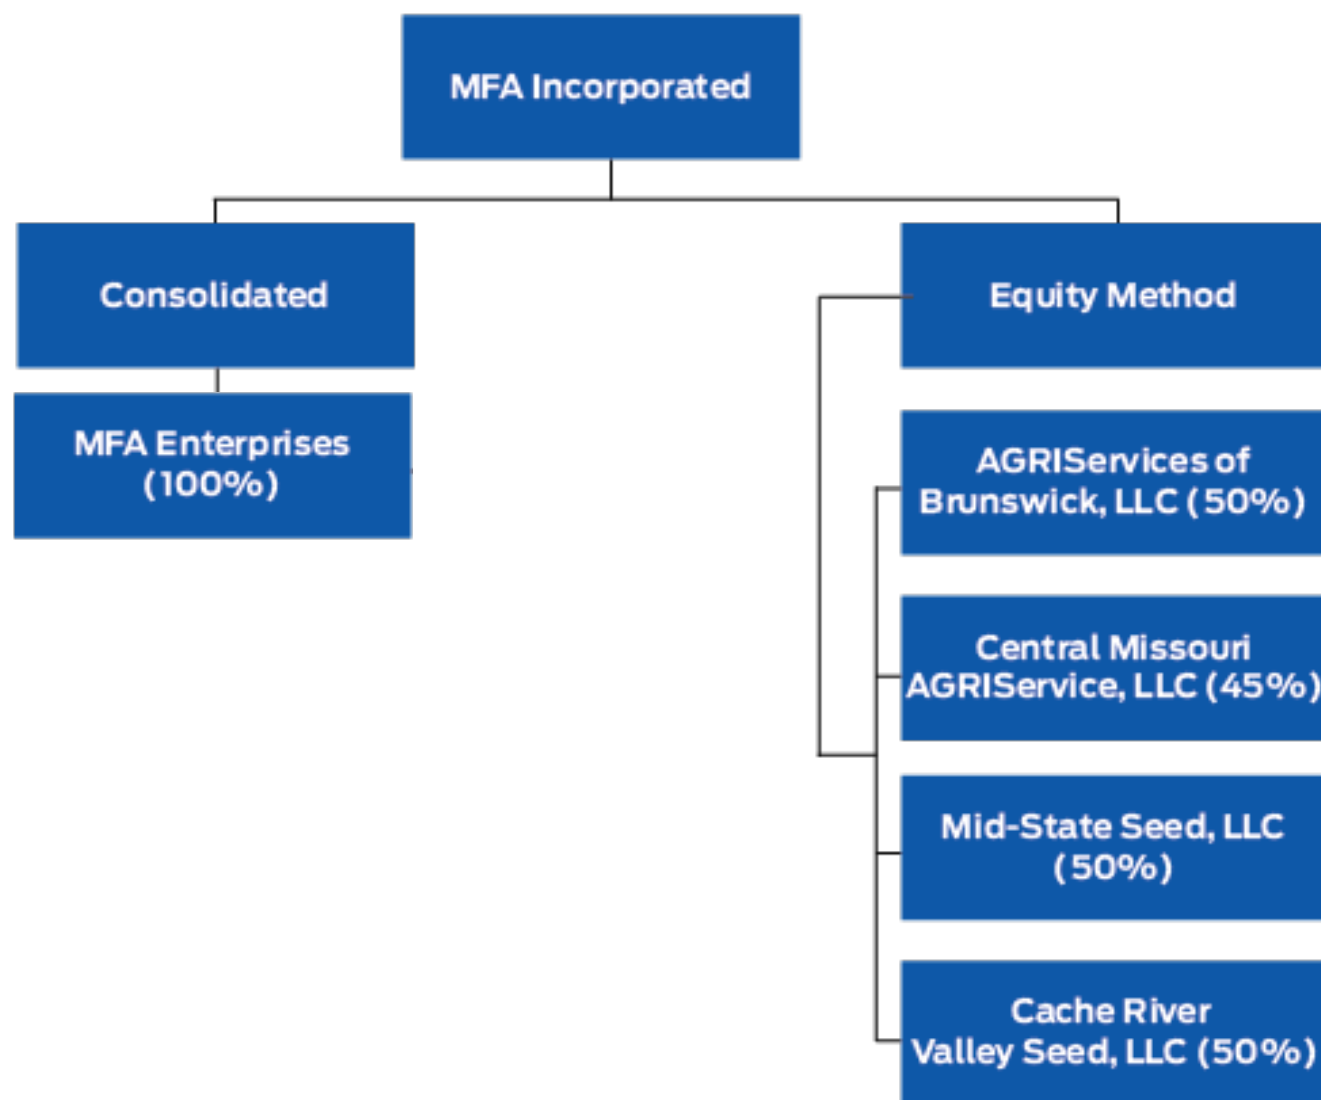 MFA Incorporated
Consolidated
MFA Enterprises
(100%)
Equity Method
AGRIServices of
Brunswick, LLC (50%)
Central Missouri
AGRIService, LLC (45%)
Mid-State Seed, LLC
(50%)
Cache River
Valley Seed, LLC (50%)